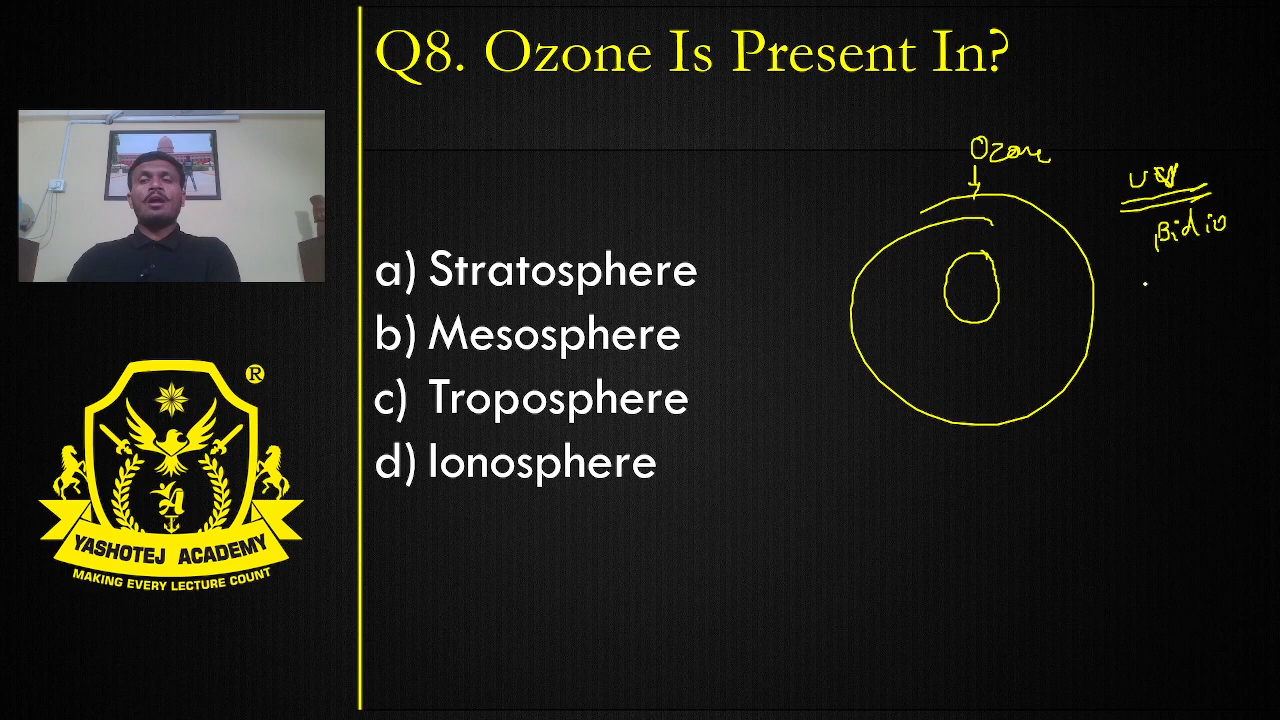 Q8. Ozone Is Present In?
Ozone
a) Stratosphere
b) Mesosphere
c) Troposphere
d) Ionosphere
®
A
YASHOTEJ ACADEMY
MAKING EVERY LECTURE COUNT